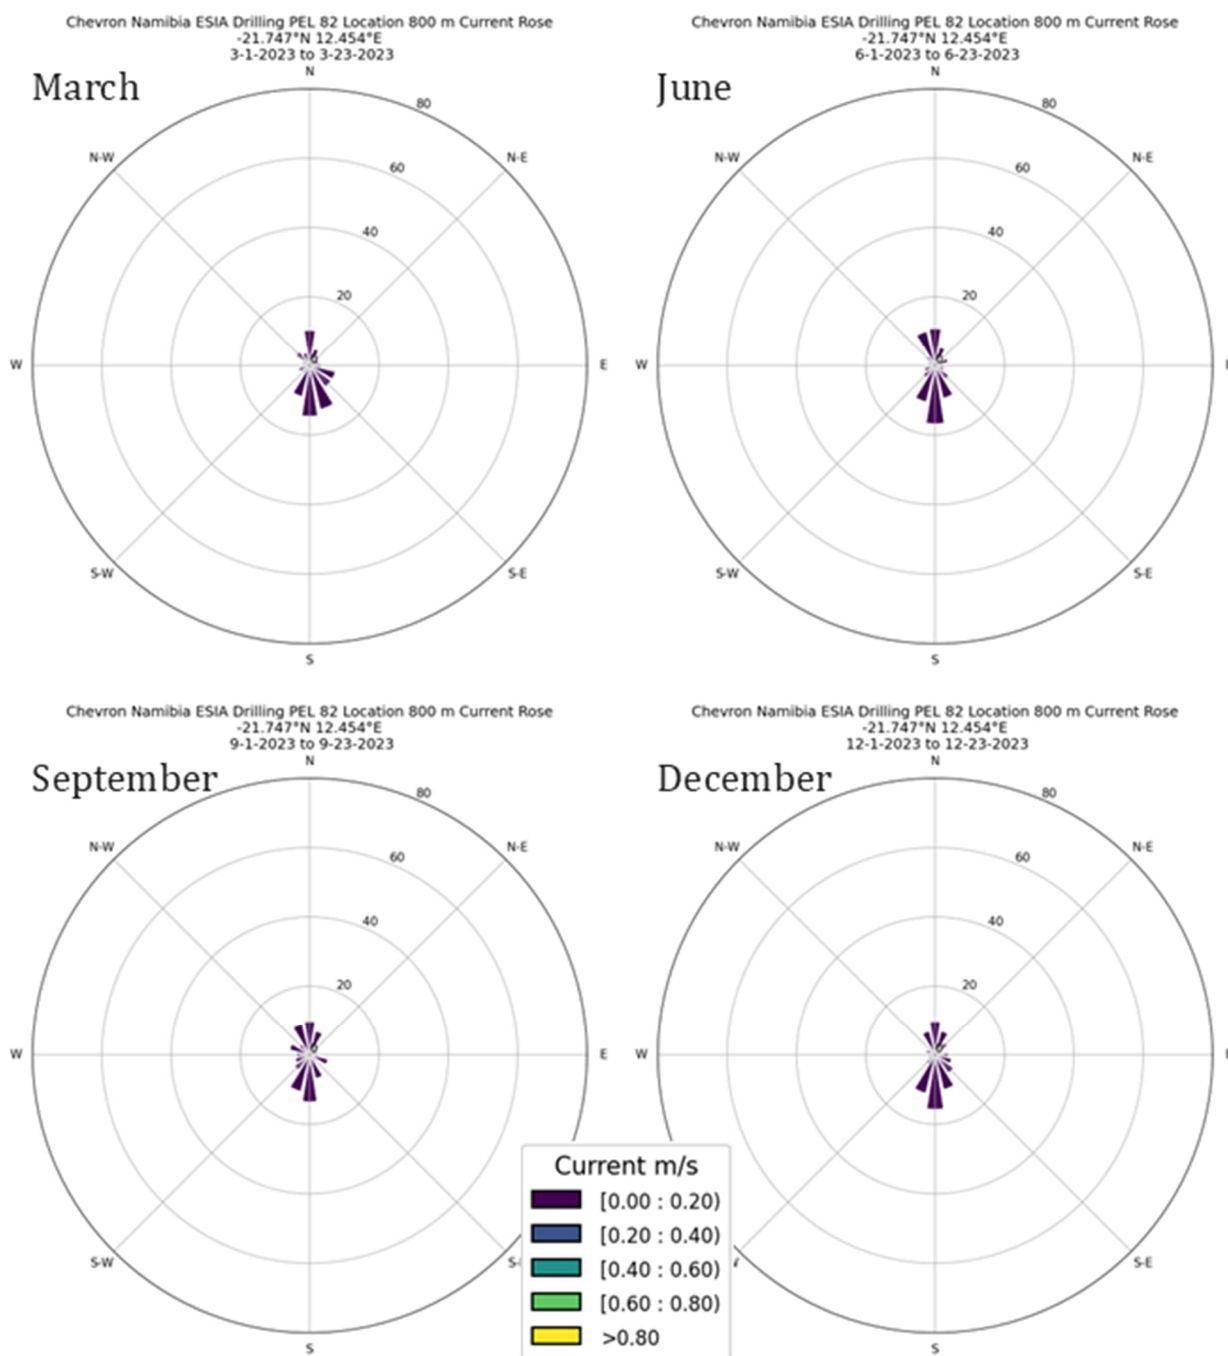 Chevron Namibia ESIA Drilling PEL 82 Location 800 m Current Rose
-21.747°N 12.454°E
3-1-2023 to 3-23-2023
March
N
N-E
E
S-E
S
S-W
W
N-W
20
40
60
80
Chevron Namibia ESIA Drilling PEL 82 Location 800 m Current Rose
-21.747°N 12.454°E
6-1-2023 to 6-23-2023
June
N
N-E
S-E
S
S-W
W
N-W
20
40
60
80
Chevron Namibia ESIA Drilling PEL 82 Location 800 m Current Rose
-21.747°N 12.454°E
9-1-2023 to 9-23-2023
September
N
N-E
E
S
S-W
W
N-W
20
40
60
80
Chevron Namibia ESIA Drilling PEL 82 Location 800 m Current Rose
-21.747°N 12.454°E
12-1-2023 to 12-23-2023
December
N
N-E
S-E
S
W
N-W
20
40
60
80
Current m/s
[0.00 : 0.20)
[0.20 : 0.40)
[0.40 : 0.60)
[0.60 : 0.80)
>0.80